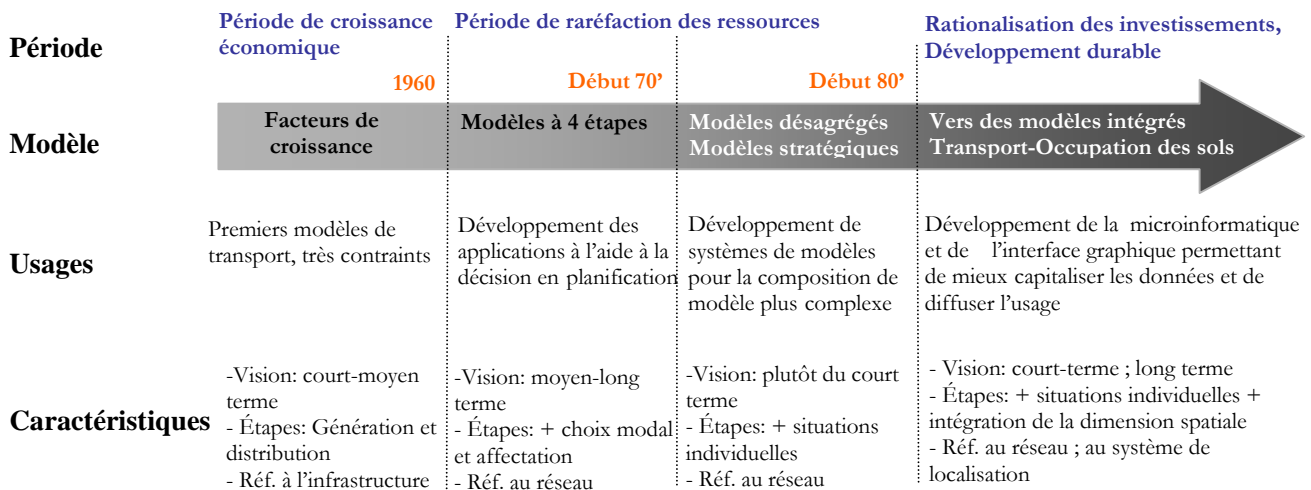 Période
Période de croissance
économique
Période de raréfaction des ressources
Rationalisation des investissements,
Développement durable
1960
Début 70’
Début 80’
Modèle
Facteurs de
croissance
Modèles à 4 étapes
Modèles désagrégés
Modèles stratégiques
Vers des modèles intégrés
Transport-Occupation des sols
Usages
Premiers modèles de
transport, très contraints
Développement des
applications à l’aide à la
décision en planification
Développement de
systèmes de modèles
pour la composition de
modèle plus complexe
Développement de la microinformatique
et de l’interface graphique permettant
de mieux capitaliser les données et de
diffuser l’usage
Caractéristiques
-Vision: court-moyen
terme
- Étapes: Génération et
distribution
- Réf. à l’infrastructure
-Vision: moyen-long
terme
- Étapes: + choix modal
et affectation
- Réf. au réseau
-Vision: plutôt du court
terme
- Étapes: + situations
individuelles
- Réf. au réseau
- Vision: court-terme ; long terme
- Étapes: + situations individuelles +
intégration de la dimension spatiale
- Réf. au réseau ; au système de
localisation